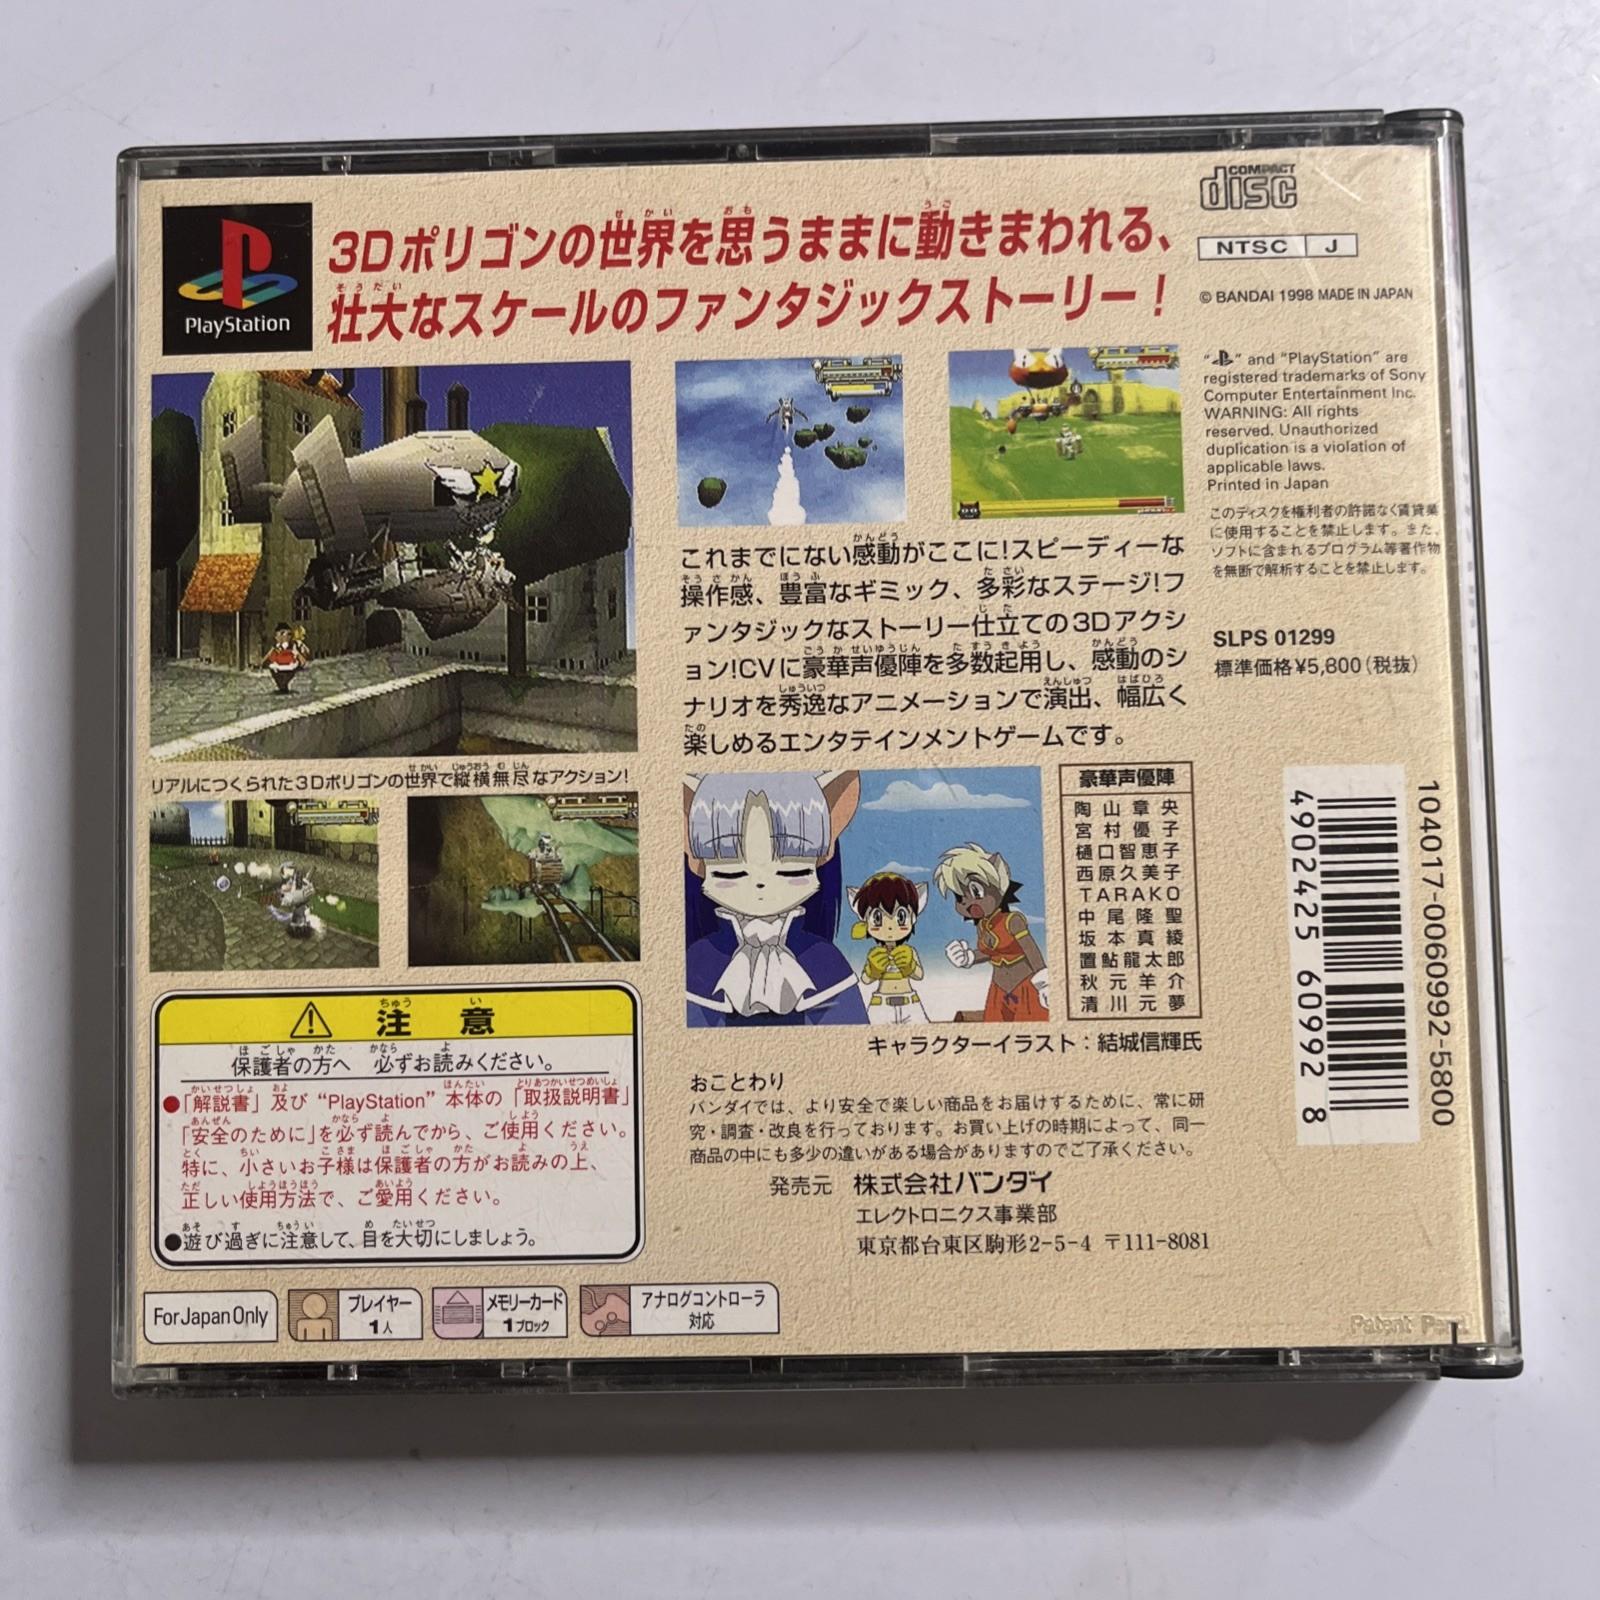 PlayStation
3Dポリゴンの世界を思うままに動きまわれる、
壮大なスケールのファンタジックストーリー！
COMPACT
disc
NTSC J
© BANDAI 1998 MADE IN JAPAN
" " and "PlayStation" are
registered trademarks of Sony
Computer Entertainment Inc.
WARNING: All rights
reserved. Unauthorized
duplication is a violation of
applicable laws.
Printed in Japan
このディスクを権利者の許諾なく賃貸業
に使用することを禁止します。また、
ソフトに含まれるプログラム等著作物
を無断で解析することを禁止します。
SLPS 01299
標準価格¥5,800(税抜)
これまでにない感動がここに!スピーディーな
操作感、豊富なギミック、多彩なステージ!フ
ァンタジックなストーリー仕立ての3Dアクシ
ョン!CVに豪華声優陣を多数起用し、感動のシ
ナリオを秀逸なアニメーションで演出、幅広く
楽しめるエンタテインメントゲームです。
リアルにつくられた3Dポリゴンの世界で縦横無尽なアクション!
豪華声優陣
陶山章央
宮村優子
樋口智恵子
西原久美子
TARAKO
中尾隆聖
坂本真綾
置鮎龍太郎
秋元羊介
清川元夢
キャラクターイラスト：結城信輝氏
注意
保護者の方へ 必ずお読みください。
●「解説書」及び "PlayStation" 本体の「取扱説明書」
「安全のために」を必ず読んでから、ご使用ください。
特に、小さいお子様は保護者の方がお読みの上、
正しい使用方法で、ご愛用ください。
●遊び過ぎに注意して、目を大切にしましょう。
おことわり
バンダイでは、より安全で楽しい商品をお届けするために、常に研
究・調査・改良を行っております。お買い上げの時期によって、同一
商品の中にも多少の違いがある場合がありますのでご了承ください。
発売元 株式会社バンダイ
エレクトロニクス事業部
東京都台東区駒形2-5-4 〒111-8081
For Japan Only
プレイヤー
1人
メモリーカード
1ブロック
アナログコントローラ
対応
4902425 609928
104017-0060992-5800
Patent Pend.